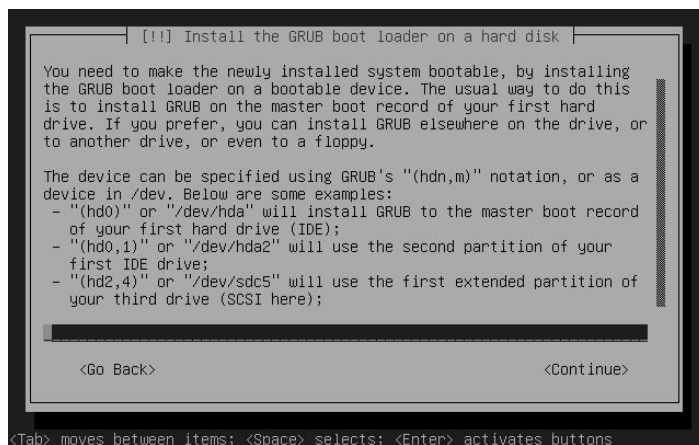 [!!] Install the GRUB boot loader on a hard disk
You need to make the newly installed system bootable, by installing
the GRUB boot loader on a bootable device. The usual way to do this
is to install GRUB on the master boot record of your first hard
drive. If you prefer, you can install GRUB elsewhere on the drive, or
to another drive, or even to a floppy.
The device can be specified using GRUB's "(hdn,m)" notation, or as a
device in /dev. Below are some examples:
- "(hd0)" or "/dev/hda" will install GRUB to the master boot record
of your first hard drive (IDE);
- "(hd0,1)" or "/dev/hda2" will use the second partition of your
first IDE drive;
- "(hd2,4)" or "/dev/sdc5" will use the first extended partition of
your third drive (SCSI here);
<Go Back> <Continue>
<Tab> moves between items; <Space> selects; <Enter> activates buttons